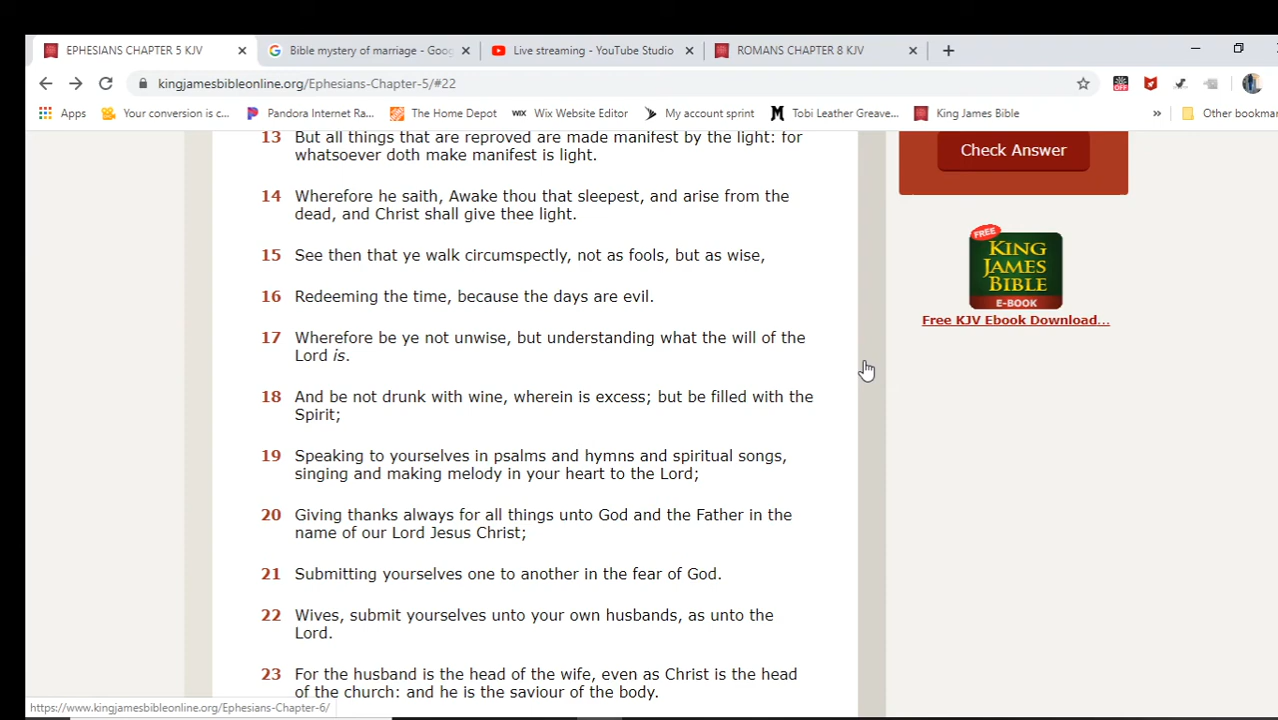 EPHESIANS CHAPTER 5 KJV
Bible mystery of marriage - Goog
Live streaming - YouTube Studio
ROMANS CHAPTER 8 KJV
kingjamesbibleonline.org/Ephesians-Chapter-5/#22
OFF
Apps
Your conversion is c...
Pandora Internet Ra...
The Home Depot
WIX Wix Website Editor
My account sprint
Tobi Leather Greave...
King James Bible
»
Other bookmar
13 But all things that are reproved are made manifest by the light: for
whatsoever doth make manifest is light.
14 Wherefore he saith, Awake thou that sleepest, and arise from the
dead, and Christ shall give thee light.
15 See then that ye walk circumspectly, not as fools, but as wise,
16 Redeeming the time, because the days are evil.
17 Wherefore be ye not unwise, but understanding what the will of the
Lord is.
18 And be not drunk with wine, wherein is excess; but be filled with the
Spirit;
19 Speaking to yourselves in psalms and hymns and spiritual songs,
singing and making melody in your heart to the Lord;
20 Giving thanks always for all things unto God and the Father in the
name of our Lord Jesus Christ;
21 Submitting yourselves one to another in the fear of God.
22 Wives, submit yourselves unto your own husbands, as unto the
Lord.
23 For the husband is the head of the wife, even as Christ is the head
of the church: and he is the saviour of the body.
Check Answer
FREE
KING
JAMES
BIBLE
E-BOOK
Free KJV Ebook Download...
https://www.kingjamesbibleonline.org/Ephesians-Chapter-6/